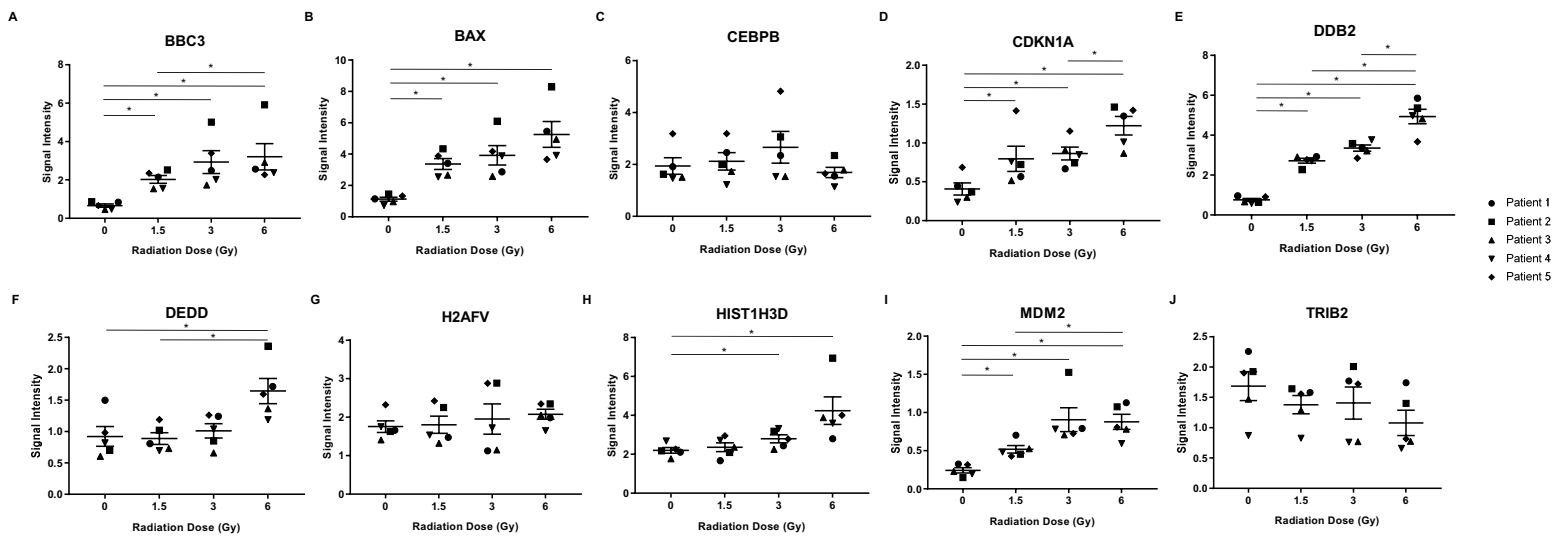 A
BBC3
Signal Intensity
8
6
4
2
0
0 1.5 3 6
Radiation Dose (Gy)
* * * *
B
BAX
Signal Intensity
10
8
6
4
2
0
0 1.5 3 6
Radiation Dose (Gy)
* * *
C
CEBPB
Signal Intensity
6
4
2
0
0 1.5 3 6
Radiation Dose (Gy)
D
CDKN1A
Signal Intensity
2.0
1.5
1.0
0.5
0.0
0 1.5 3 6
Radiation Dose (Gy)
* * * *
E
DDB2
Signal Intensity
8
6
4
2
0
0 1.5 3 6
Radiation Dose (Gy)
* * * * *
Patient 1
Patient 2
Patient 3
Patient 4
Patient 5
F
DEDD
Signal Intensity
2.5
2.0
1.5
1.0
0.5
0.0
0 1.5 3 6
Radiation Dose (Gy)
* *
G
H2AFV
Signal Intensity
4
3
2
1
0
0 1.5 3 6
Radiation Dose (Gy)
H
HIST1H3D
Signal Intensity
8
6
4
2
0
0 1.5 3 6
Radiation Dose (Gy)
* *
I
MDM2
Signal Intensity
2.0
1.5
1.0
0.5
0.0
0 1.5 3 6
Radiation Dose (Gy)
* * * *
J
TRIB2
Signal Intensity
2.5
2.0
1.5
1.0
0.5
0.0
0 1.5 3 6
Radiation Dose (Gy)